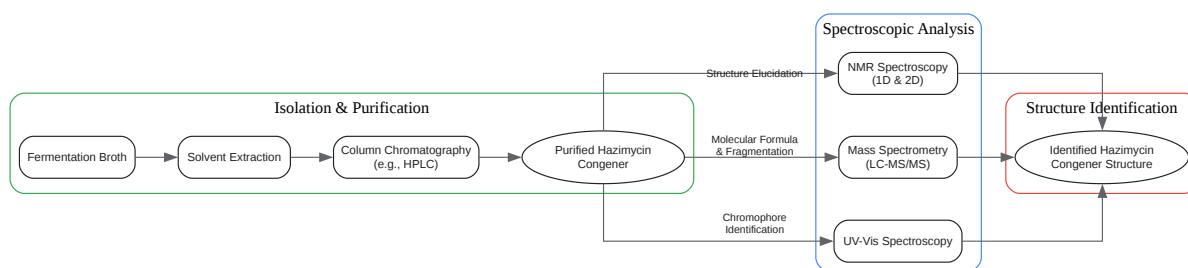 Isolation & Purification
Fermentation Broth
Solvent Extraction
Column Chromatography
(e.g., HPLC)
Purified Hazimycin
Congener
Structure Elucidation
Molecular Formula
& Fragmentation
Chromophore
Identification
Spectroscopic Analysis
NMR Spectroscopy
(1D & 2D)
Mass Spectrometry
(LC-MS/MS)
UV-Vis Spectroscopy
Structure Identification
Identified Hazimycin
Congener Structure